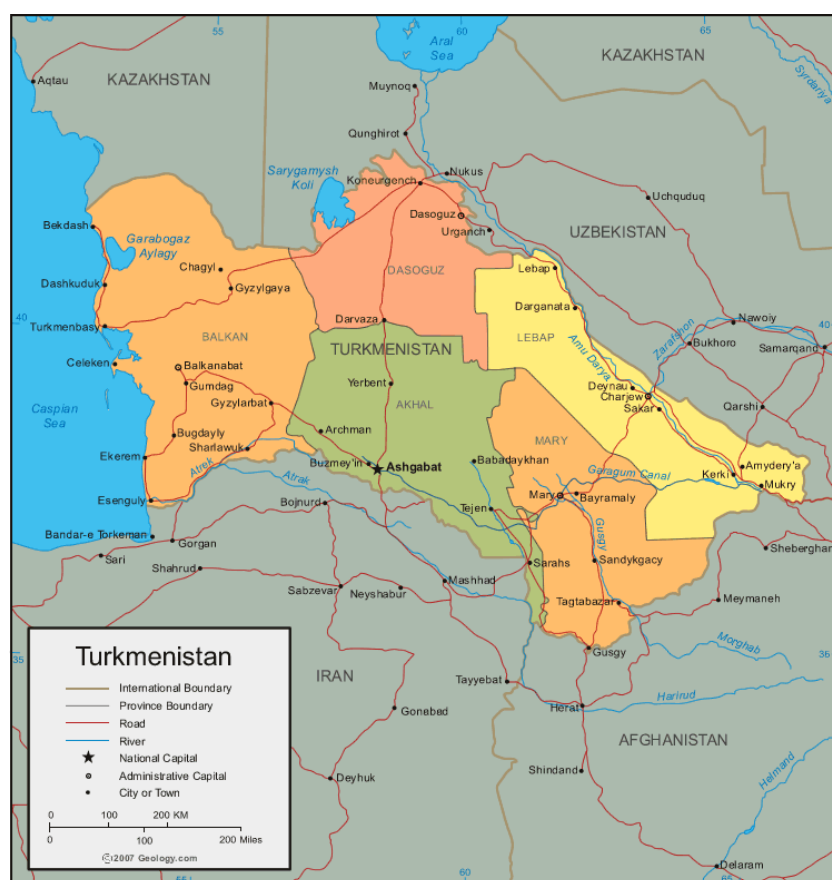 55
60
65
KAZAKHSTAN
KAZAKHSTAN
Aral
Sea
Syrdariya
Aqtau
Muynoq
Qunghirot
Sarygamysh
Koli
Koneurgench
Nukus
Uchquduq
Dasoguz
Urganch
UZBEKISTAN
Bekdash
Garabogaz
Aylagy
Chagyl
DASOGUZ
Lebap
Dashkuduk
Gyzylgaya
Darganata
40
Turkmenbasy
Darvaza
Nawoiy
40
BALKAN
TURKMENISTAN
LEBAP
Amu Darya
Zarafshon
Bukhoro
Samarqand
Celeken
Balkanabat
Gumdag
Yerbent
Deynau
Charjew
Sakar
Qarshi
Caspian
Sea
Gyzylarbat
AKHAL
Archman
Bugdayly
Sharlawuk
MARY
Ekerem
Atrek
Atrak
Buzmey'in
Ashgabat
Babadaykhan
Garagum Canal
Kerki
Amydery'a
Mukry
Esenguly
Bojnurd
Tejen
Mary
Bayramaly
Gusgy
Bandar-e Torkeman
Gorgan
Sari
Shahrud
Sarahs
Sandykgacy
Sheberghan
Sabzevar
Neyshabur
Mashhad
Tagtabazar
Meymaneh
Morghab
35
Gusgy
36
Turkmenistan
International Boundary
Province Boundary
Road
River
National Capital
Administrative Capital
City or Town
0 100 200 KM
0 100 200 Miles
©2007 Geology.com
IRAN
Tayyebat
Harirud
Gonabad
Herat
AFGHANISTAN
Shindand
Deyhuk
Helmand
Delaram
55
60
65